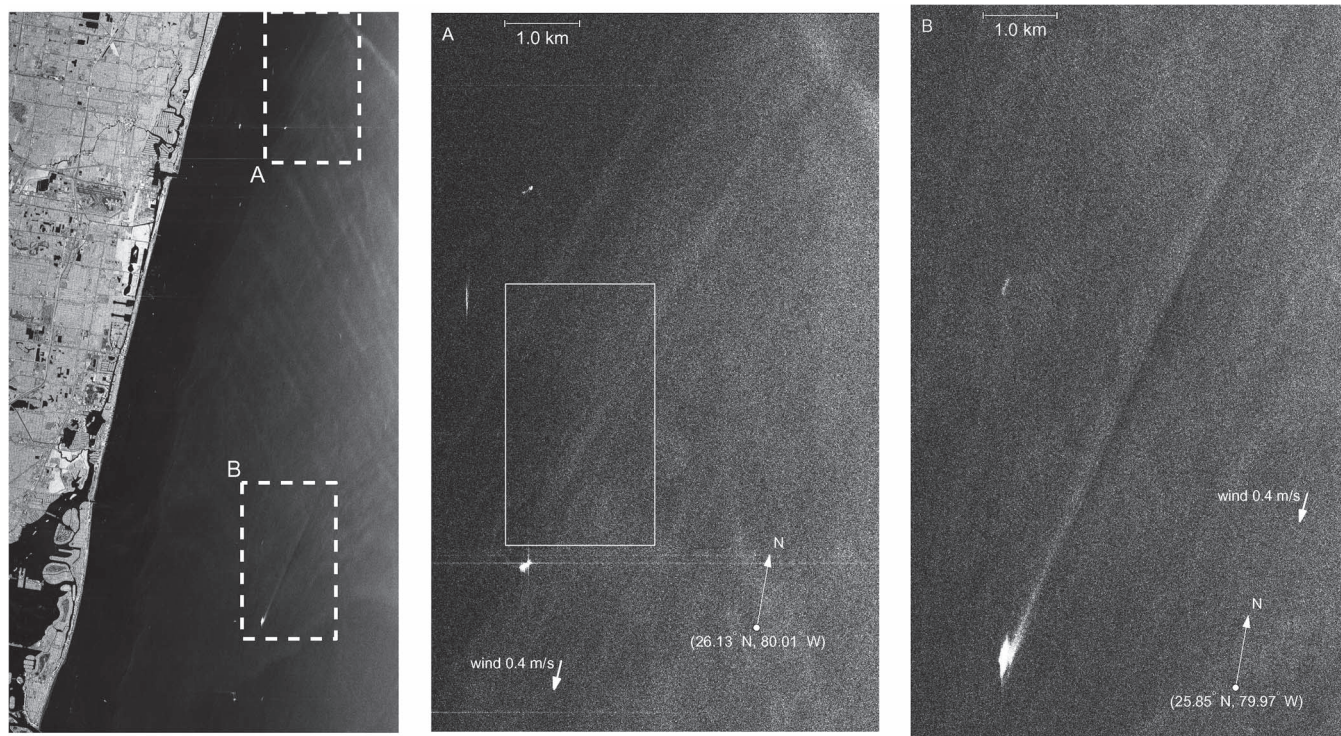 A
B
A
1.0 km
N
(26.13 N, 80.01 W)
wind 0.4 m/s
B
1.0 km
wind 0.4 m/s
N
(25.85° N, 79.97 W)